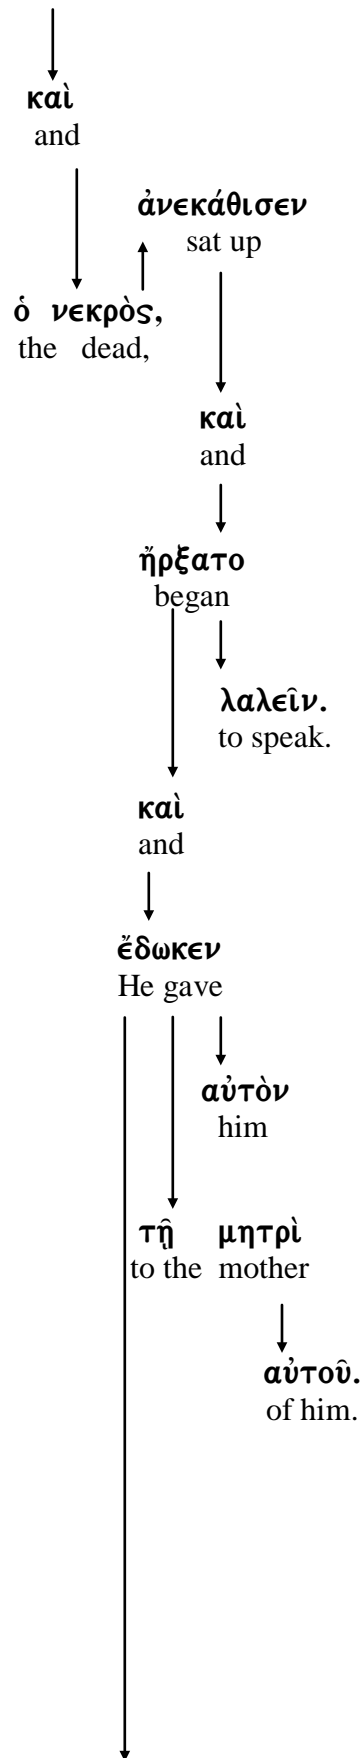 καὶ
and
ἀνεκάθισεν
sat up
ὁ νεκρὸς,
the dead,
καὶ
and
ἤρξατο
began
λαλεῖν.
to speak.
καὶ
and
ἔδωκεν
He gave
αὐτὸν
him
τῇ μητρὶ
to the mother
αὐτοῦ.
of him.